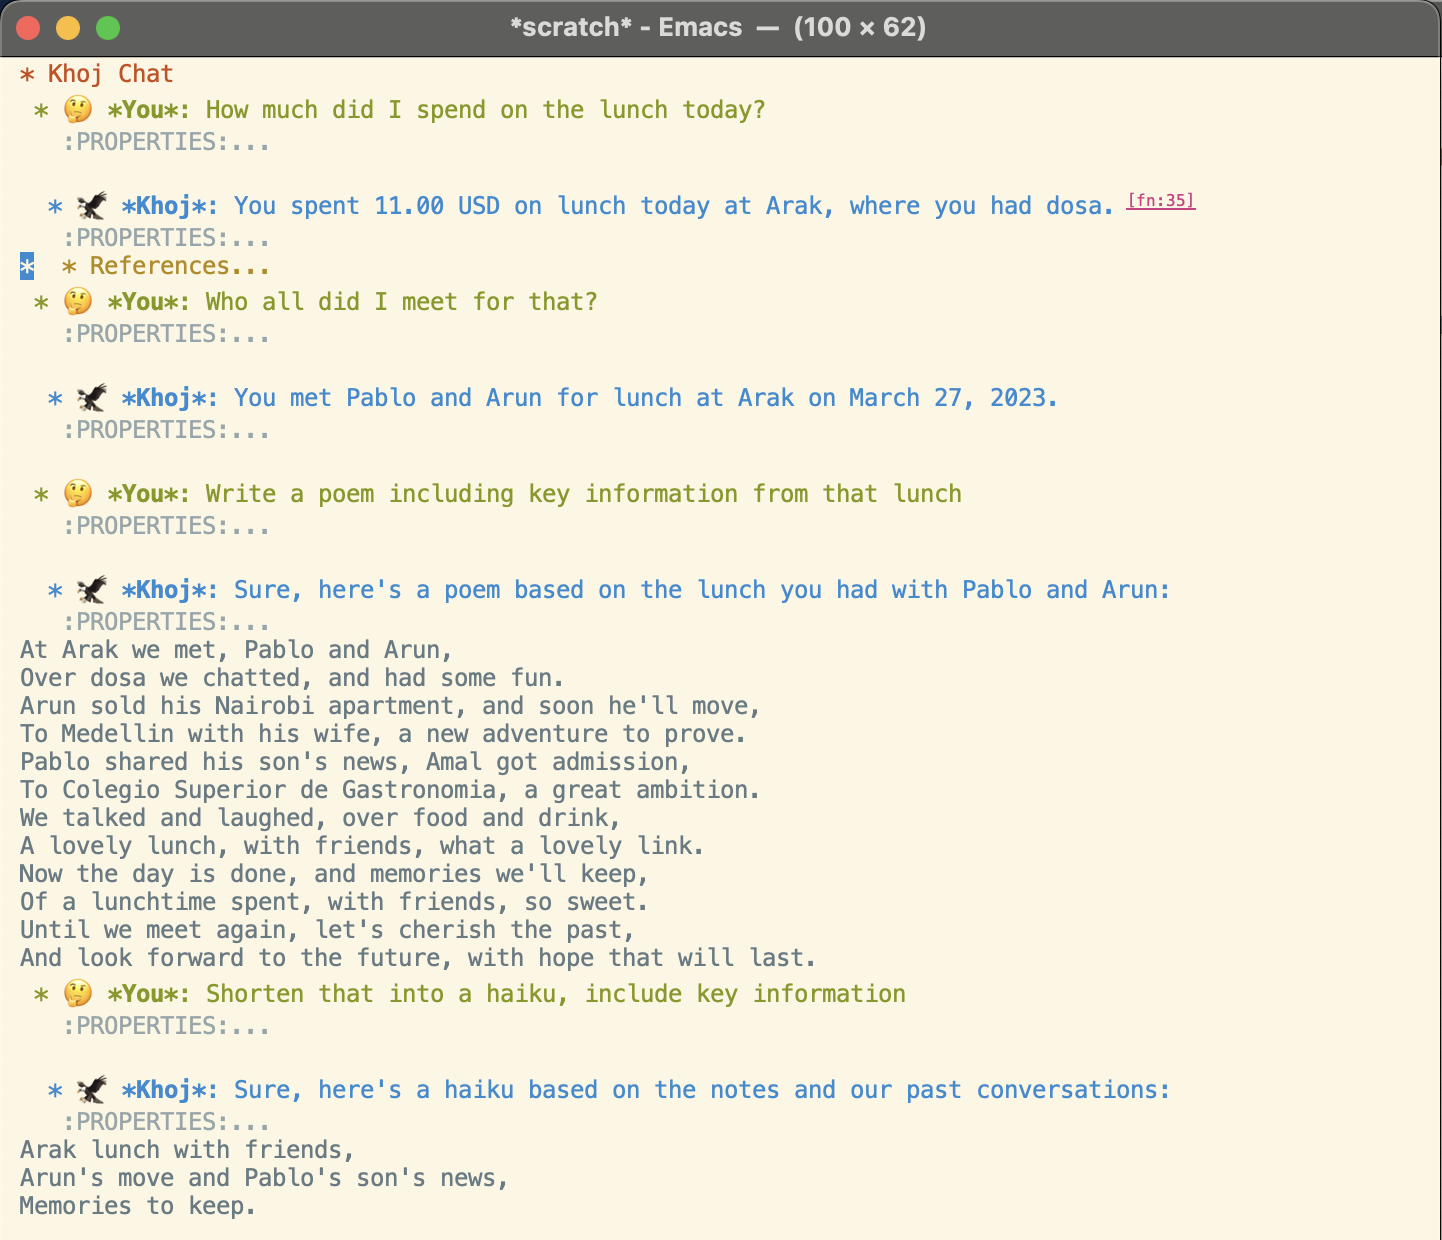 *scratch* - Emacs — (100 × 62)
* Khoj Chat
* 🤔 *You*: How much did I spend on the lunch today?
:PROPERTIES:...
* 🦅 *Khoj*: You spent 11.00 USD on lunch today at Arak, where you had dosa. [fn:35]
:PROPERTIES:...
* * References...
* 🤔 *You*: Who all did I meet for that?
:PROPERTIES:...
* 🦅 *Khoj*: You met Pablo and Arun for lunch at Arak on March 27, 2023.
:PROPERTIES:...
* 🤔 *You*: Write a poem including key information from that lunch
:PROPERTIES:...
* 🦅 *Khoj*: Sure, here's a poem based on the lunch you had with Pablo and Arun:
:PROPERTIES:...
At Arak we met, Pablo and Arun,
Over dosa we chatted, and had some fun.
Arun sold his Nairobi apartment, and soon he'll move,
To Medellin with his wife, a new adventure to prove.
Pablo shared his son's news, Amal got admission,
To Colegio Superior de Gastronomia, a great ambition.
We talked and laughed, over food and drink,
A lovely lunch, with friends, what a lovely link.
Now the day is done, and memories we'll keep,
Of a lunchtime spent, with friends, so sweet.
Until we meet again, let's cherish the past,
And look forward to the future, with hope that will last.
* 🤔 *You*: Shorten that into a haiku, include key information
:PROPERTIES:...
* 🦅 *Khoj*: Sure, here's a haiku based on the notes and our past conversations:
:PROPERTIES:...
Arak lunch with friends,
Arun's move and Pablo's son's news,
Memories to keep.